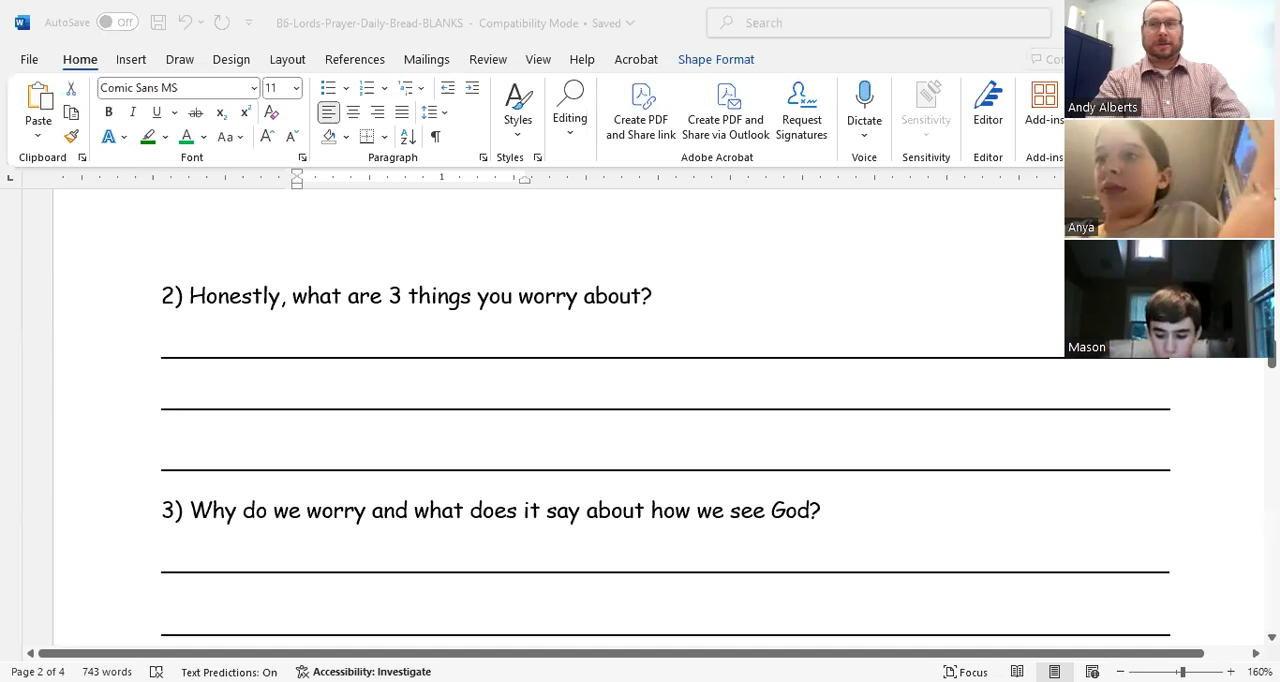 AutoSave Off B6-Lords-Prayer-Daily-Bread-BLANKS - Compatibility Mode • Saved Search
File Home Insert Draw Design Layout References Mailings Review View Help Acrobat Shape Format
Paste
Clipboard
Comic Sans MS 11
B I U ab x₂ x²
A A Aa A A
Font
Paragraph
Styles
Styles
Editing
Create PDF and Share link
Create PDF and Share via Outlook
Request Signatures
Adobe Acrobat
Dictate
Voice
Sensitivity
Sensitivity
Editor
Editor
Add-ins
Add-ins
1
Andy Alberts
Anya
Mason
2) Honestly, what are 3 things you worry about?
3) Why do we worry and what does it say about how we see God?
Page 2 of 4 743 words Text Predictions: On Accessibility: Investigate Focus 160%